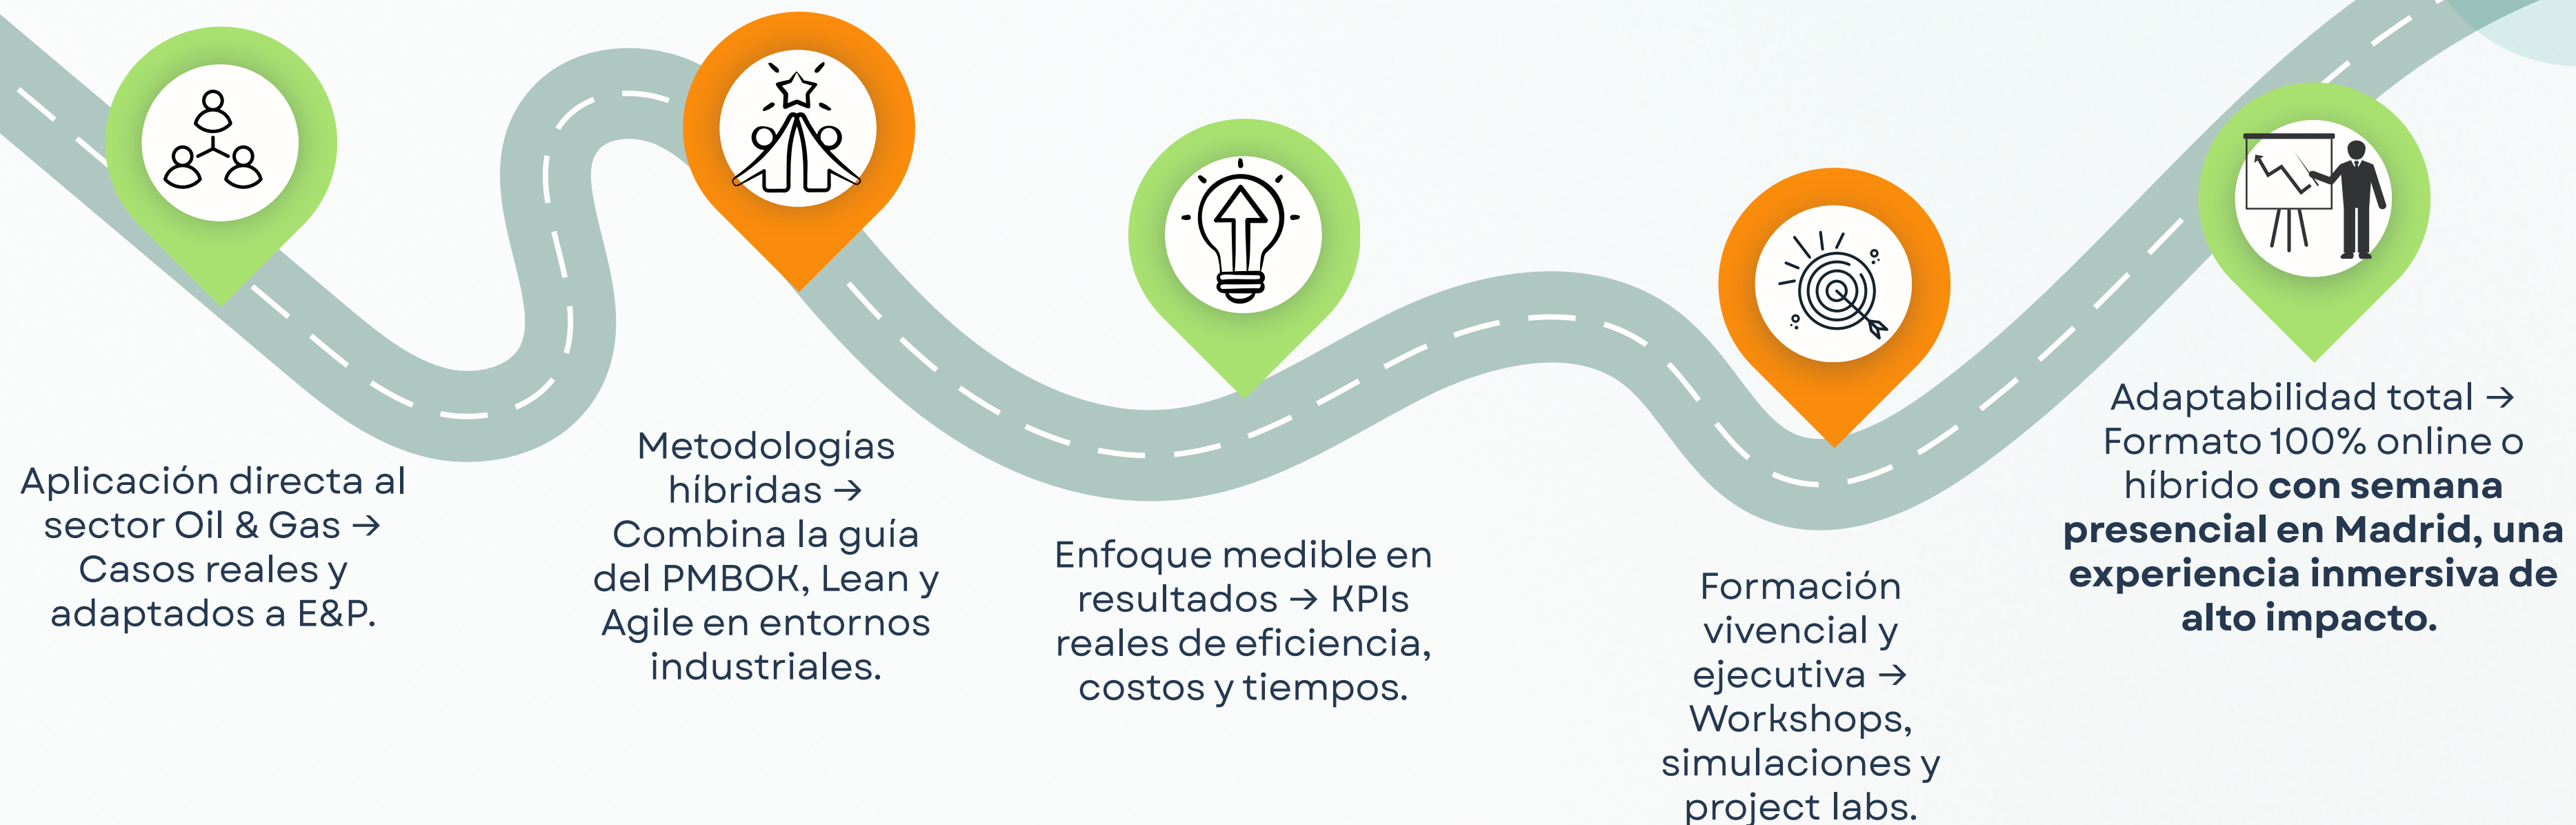 Aplicación directa al
sector Oil & Gas →
Casos reales y
adaptados a E&P.
Metodologías
híbridas →
Combina la guía
del PMBOK, Lean y
Agile en entornos
industriales.
Enfoque medible en
resultados → KPIs
reales de eficiencia,
costos y tiempos.
Formación
vivencial y
ejecutiva →
Workshops,
simulaciones y
project labs.
Adaptabilidad total →
Formato 100% online o
híbrido con semana
presencial en Madrid, una
experiencia inmersiva de
alto impacto.